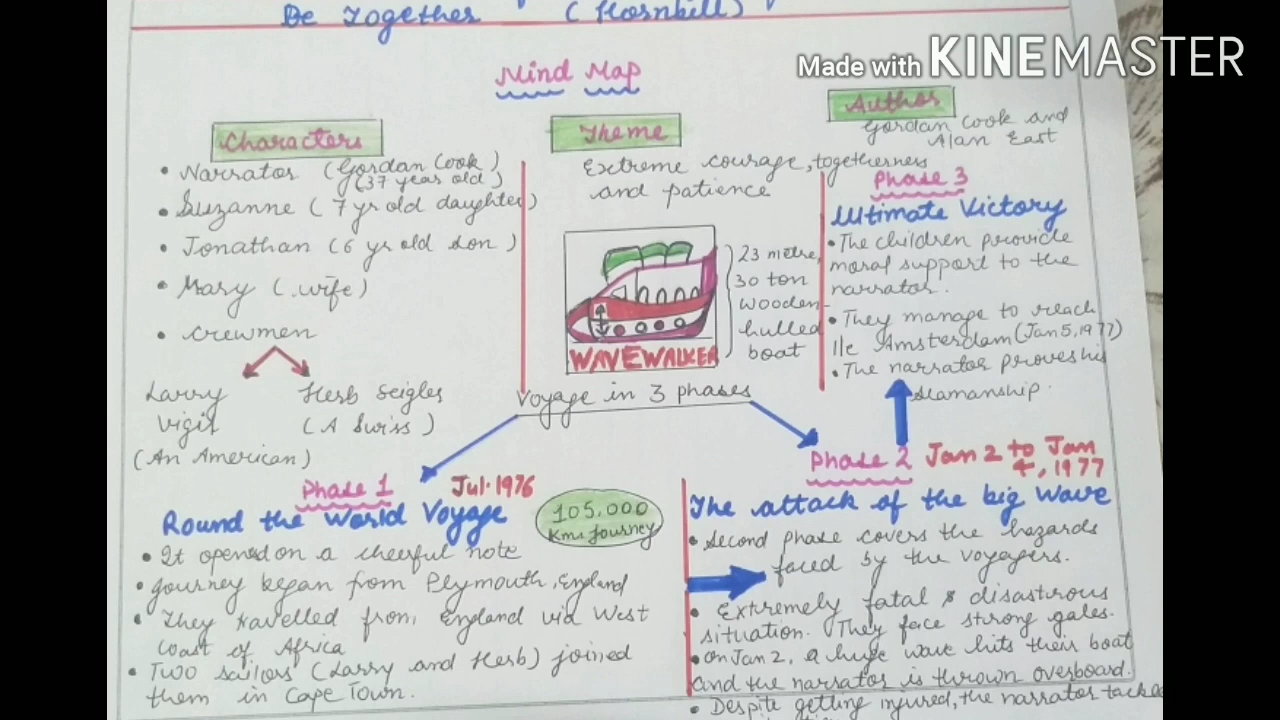 Be Together (Hornbill)
Made with KINEMASTER
Mind Map
Characters
• Narrator (Gordan Cook)
(37 year old)
• Suzanne (7 yr old daughter)
• Jonathan (6 yr old son)
• Mary (wife)
• crewmen
Larry Vigil
(An American)
Herb Seigler
(A Swiss)
Theme
Extreme courage, togetherness
and patience
WAVEWALKER
23 metre,
30 ton
wooden-
hulled
boat
Voyage in 3 phases
Author
Gordan Cook and
Alan East
Phase 3
Ultimate Victory
• The children provide
moral support to the
narrator.
• They manage to reach
Ile Amsterdam (Jan 5, 1977)
• The narrator proves his
seamanship.
Phase 1 Jul. 1976
Round the World Voyage
105,000
Kms Journey
• It opened on a cheerful note
• Journey began from Plymouth, England
• They travelled from, England via West
coast of Africa
• Two sailors (Larry and Herb) joined
them in Cape Town.
Phase 2 Jan 2 to Jan
4, 1977
The attack of the big wave
• Second phase covers the hazards
faced by the voyagers.
• Extremely fatal & disastrous
situation. They face strong gales.
• On Jan 2, a huge wave hits their boat
and the narrator is thrown overboard.
• Despite getting injured, the narrator